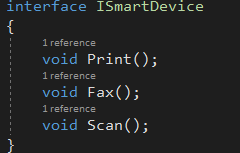 interface ISmartDevice
{
1 reference
void Print();
1 reference
void Fax();
1 reference
void Scan();
}